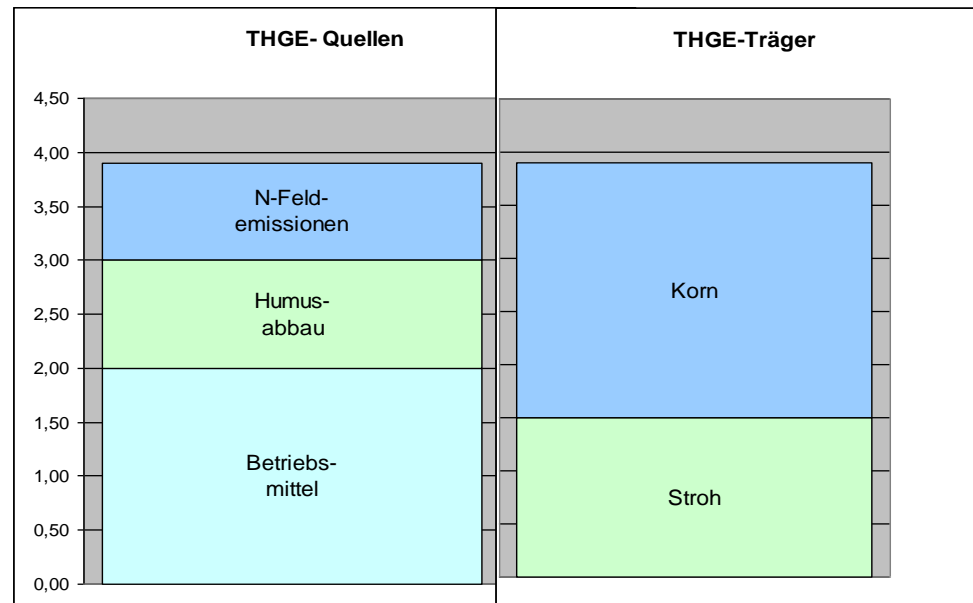 THGE- Quellen
4,50
4,00
3,50
3,00
2,50
2,00
1,50
1,00
0,50
0,00
N-Feld-
emissionen
Humus-
abbau
Betriebs-
mittel
THGE-Träger
Korn
Stroh